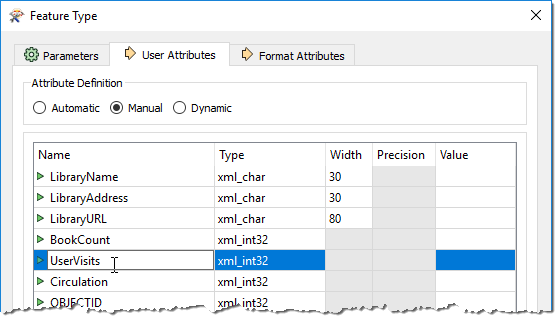 Feature Type
Parameters User Attributes Format Attributes
Attribute Definition
Automatic Manual Dynamic
Name Type Width Precision Value
LibraryName xml_char 30
LibraryAddress xml_char 30
LibraryURL xml_char 80
BookCount xml_int32
UserVisits xml_int32
Circulation xml_int32
OBJECTID xml_int32